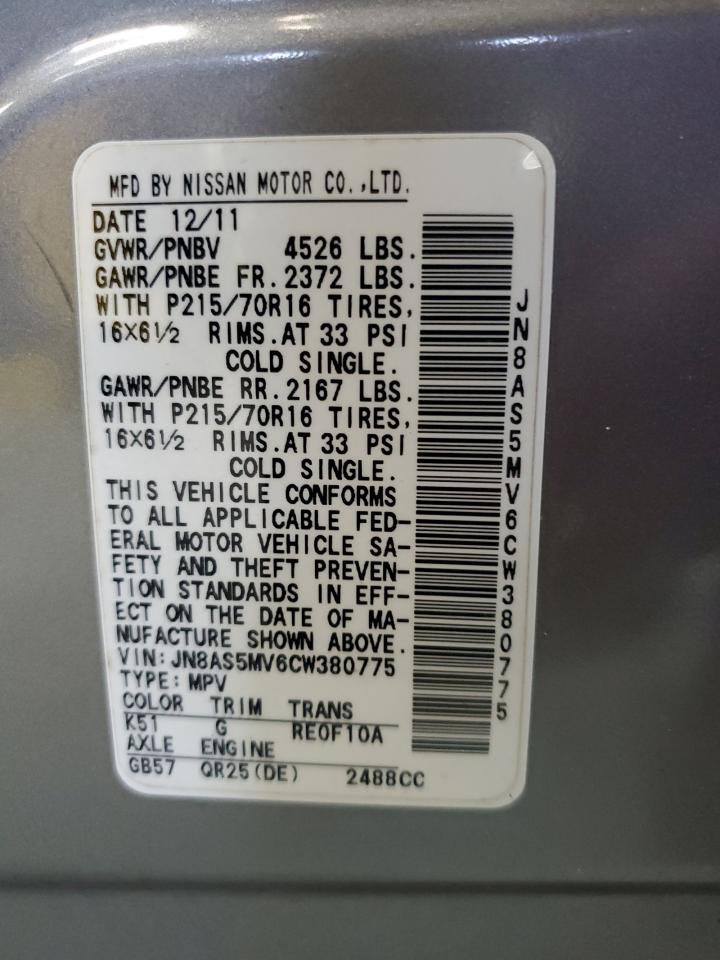 MFD BY NISSAN MOTOR CO.,LTD.
DATE 12/11
GVWR/PNBV 4526 LBS.
GAWR/PNBE FR.2372 LBS.
WITH P215/70R16 TIRES,
16×6½ RIMS.AT 33 PSI
COLD SINGLE.
GAWR/PNBE RR.2167 LBS.
WITH P215/70R16 TIRES,
16×6½ RIMS.AT 33 PSI
COLD SINGLE.
THIS VEHICLE CONFORMS
TO ALL APPLICABLE FED-
ERAL MOTOR VEHICLE SA-
FETY AND THEFT PREVEN-
TION STANDARDS IN EFF-
ECT ON THE DATE OF MA-
NUFACTURE SHOWN ABOVE.
VIN:JN8AS5MV6CW380775
TYPE:MPV
COLOR TRIM TRANS
K51 G RE0F10A
AXLE ENGINE
GB57 QR25(DE) 2488CC
JN8AS5MV6CW380775